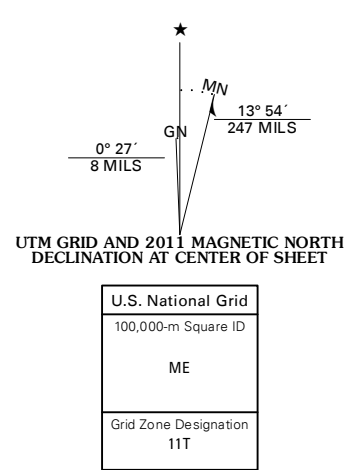 ★
MN
GN
13° 54´
247 MILS
0° 27´
8 MILS
UTM GRID AND 2011 MAGNETIC NORTH
DECLINATION AT CENTER OF SHEET
U.S. National Grid
100,000-m Square ID
ME
Grid Zone Designation
11T